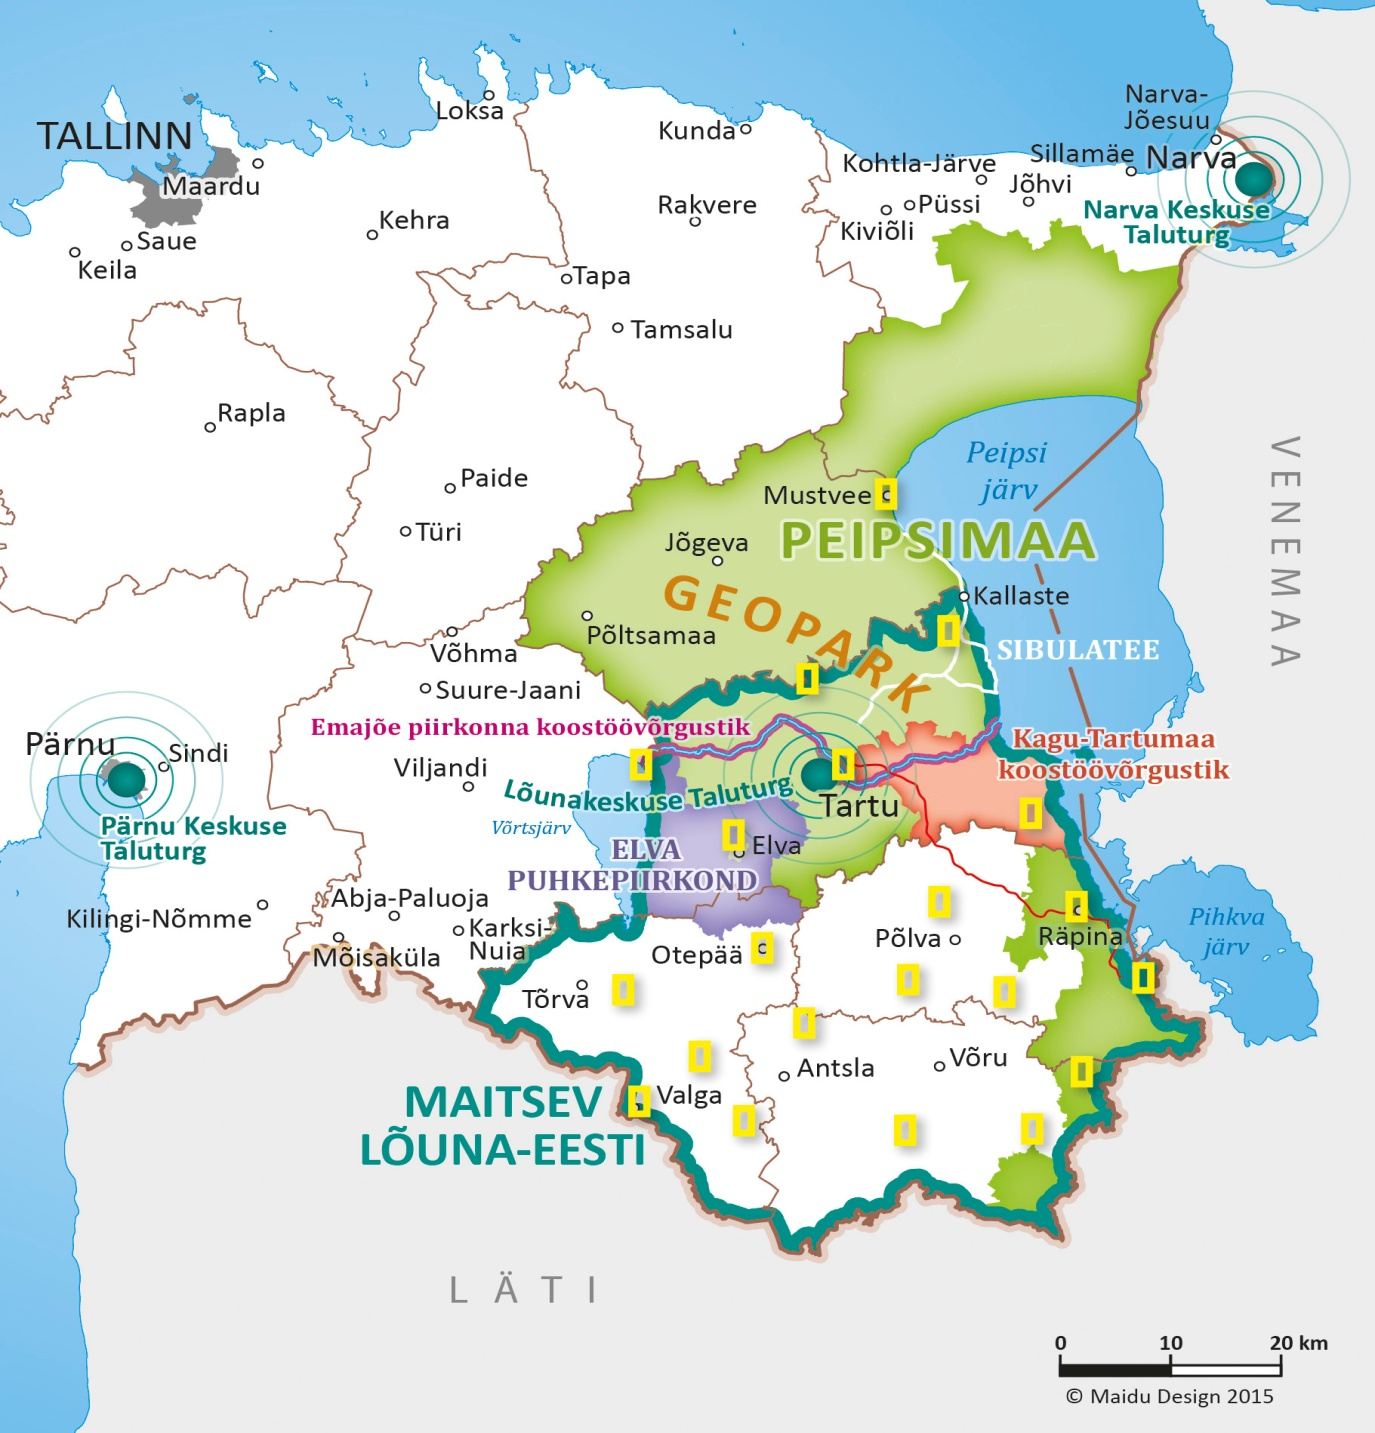 Narva-
Jõesuu
Loksa
TALLINN
Kunda
Kohtla-Järve
Sillamäe
Narva
Maardu
Jõhvi
Rakvere
Püssi
Narva Keskuse
Taluturg
Kehra
Kiviõli
Saue
Keila
Tapa
Tamsalu
Rapla
Peipsi
järv
VENEMAA
Paide
Mustvee
Türi
PEIPSIMAA
Jõgeva
GEOPARK
Kallaste
Põltsamaa
SIBULATEE
Võhma
Suure-Jaani
Emajõe piirkonna koostöövõrgustik
Kagu-Tartumaa
koostöövõrgustik
Pärnu
Sindi
Viljandi
Lõunakeskuse Taluturg
Tartu
Pärnu Keskuse
Taluturg
Võrtsjärv
Elva
ELVA
PUHKEPIIRKOND
Abja-Paluoja
Kilingi-Nõmme
Karksi-
Nuia
Mõisaküla
Otepää
Põlva
Räpina
Pihkva
järv
Tõrva
Antsla
Võru
Valga
MAITSEV
LÕUNA-EESTI
LÄTI
0 10 20 km
© Maidu Design 2015